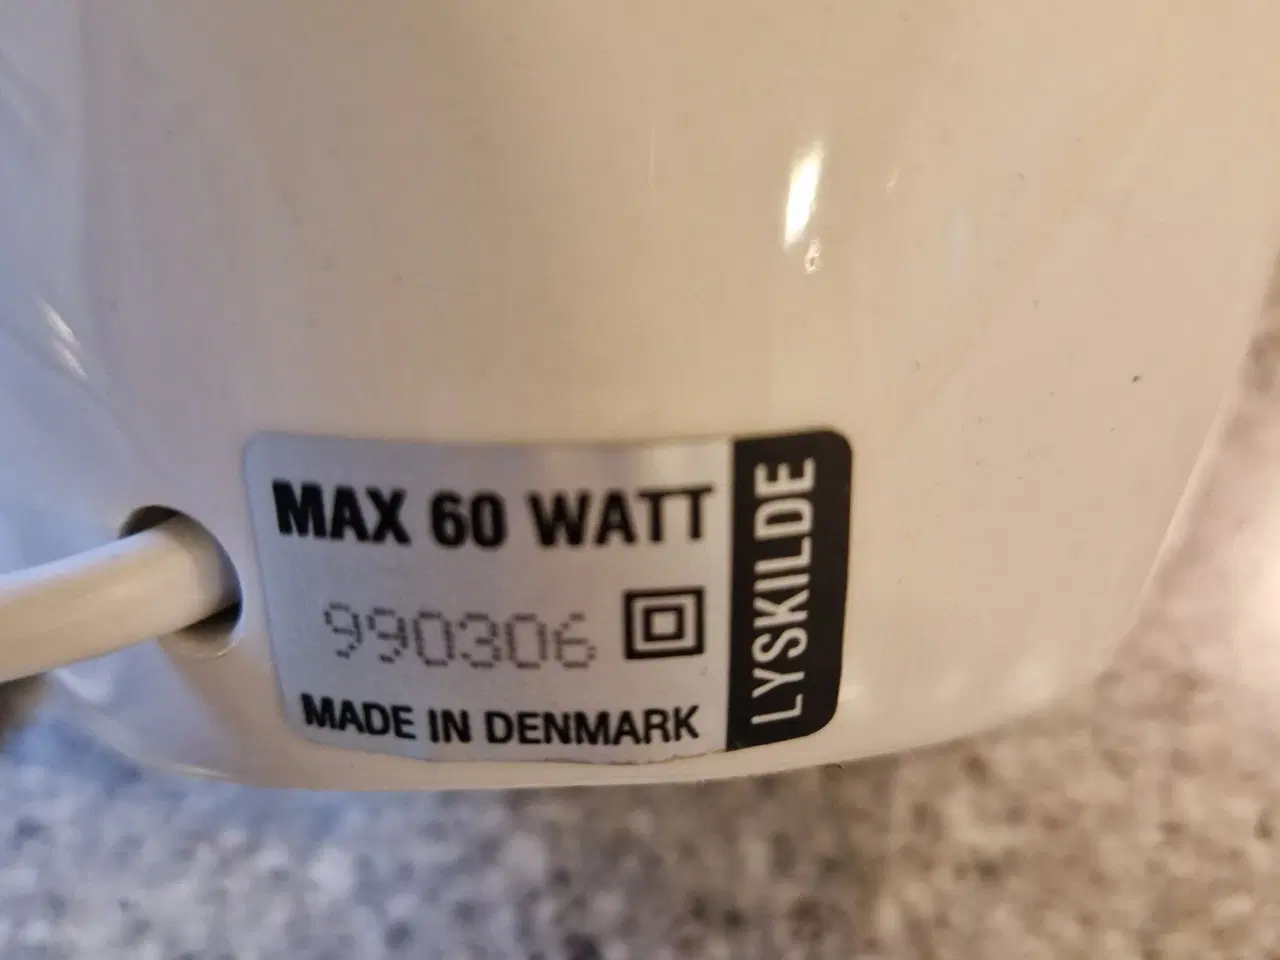 MAX 60 WATT
990306
MADE IN DENMARK
LYSKILDE